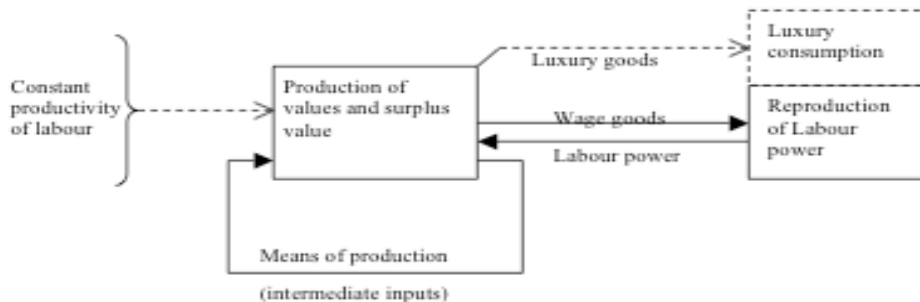 Constant
productivity
of labour
Production of
values and surplus
value
Luxury goods
Luxury
consumption
Wage goods
Labour power
Reproduction
of Labour
power
Means of production
(intermediate inputs)